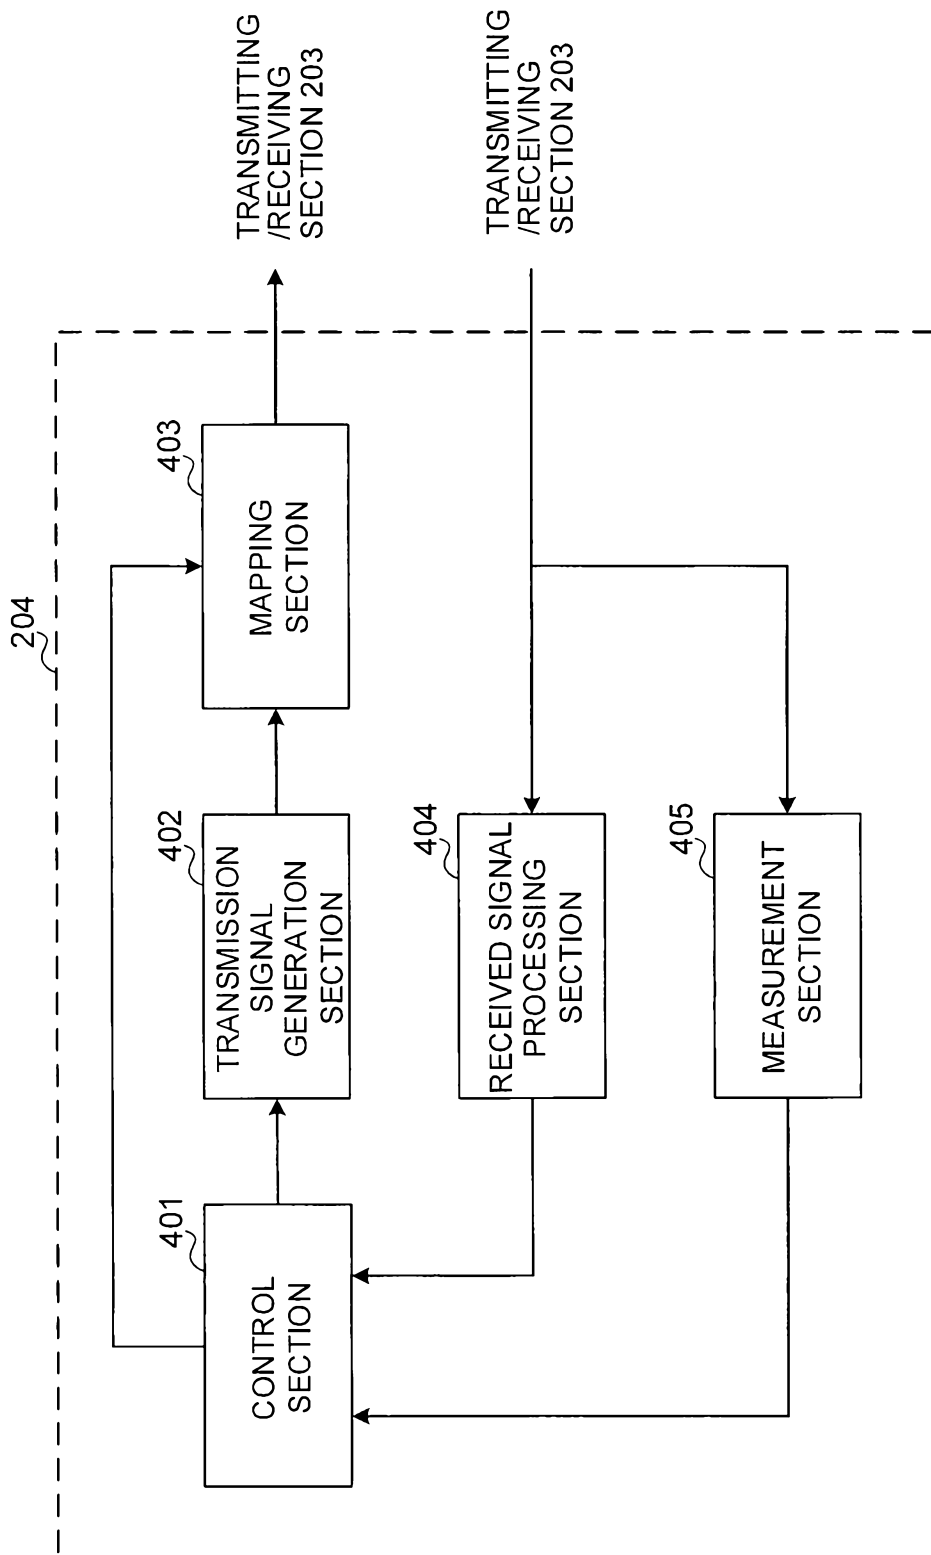 204
401
CONTROL
SECTION
402
TRANSMISSION
SIGNAL
GENERATION
SECTION
403
MAPPING
SECTION
TRANSMITTING
/RECEIVING
SECTION 203
404
RECEIVED SIGNAL
PROCESSING
SECTION
TRANSMITTING
/RECEIVING
SECTION 203
405
MEASUREMENT
SECTION